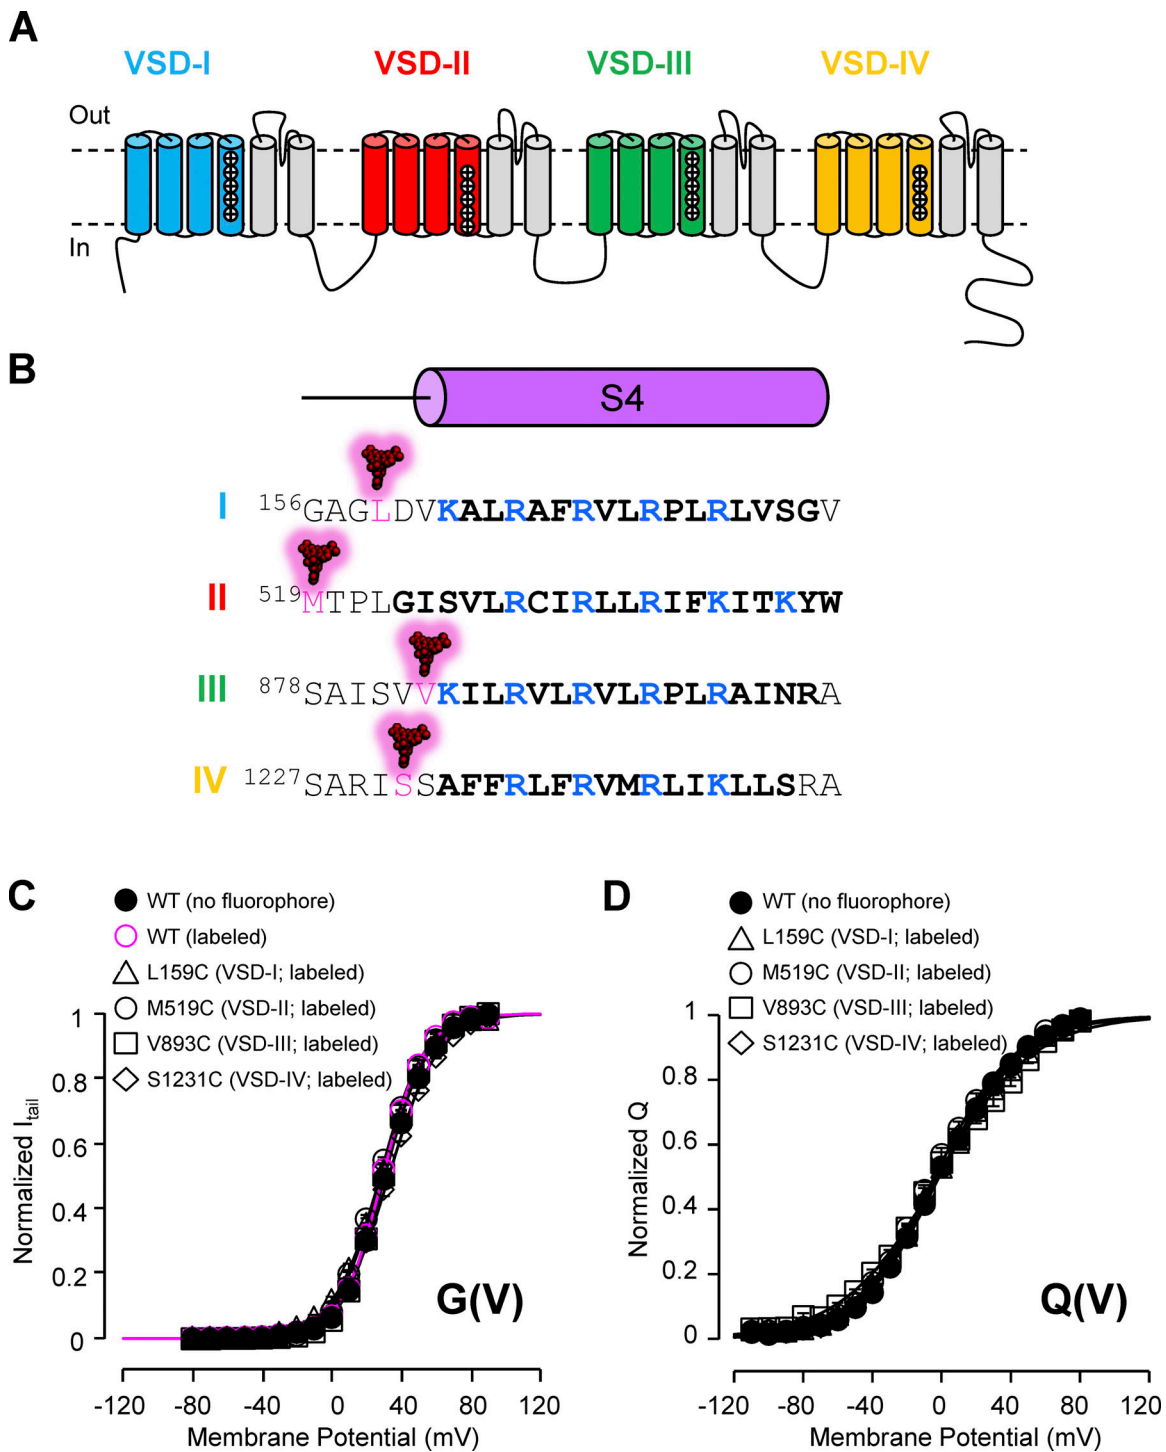 A
VSD-I VSD-II VSD-III VSD-IV
Out
In
B
S4
I 156GAGLDVKALRAFRVLRPLRLVSGV
II 519MTPLGISVLRCIRLLRIFKITKYW
III 878SAISVVKILRVLRVLRPLRAINRA
IV 1227SARISSAFFRLFRVMRLIKLLSRA
C
WT (no fluorophore)
WT (labeled)
L159C (VSD-I; labeled)
M519C (VSD-II; labeled)
V893C (VSD-III; labeled)
S1231C (VSD-IV; labeled)
1
0.8
0.6
0.4
0.2
0
Normalized Itail
G(V)
-120 -80 -40 0 40 80 120
Membrane Potential (mV)
D
WT (no fluorophore)
L159C (VSD-I; labeled)
M519C (VSD-II; labeled)
V893C (VSD-III; labeled)
S1231C (VSD-IV; labeled)
1
0.8
0.6
0.4
0.2
0
Normalized Q
Q(V)
-120 -80 -40 0 40 80 120
Membrane Potential (mV)